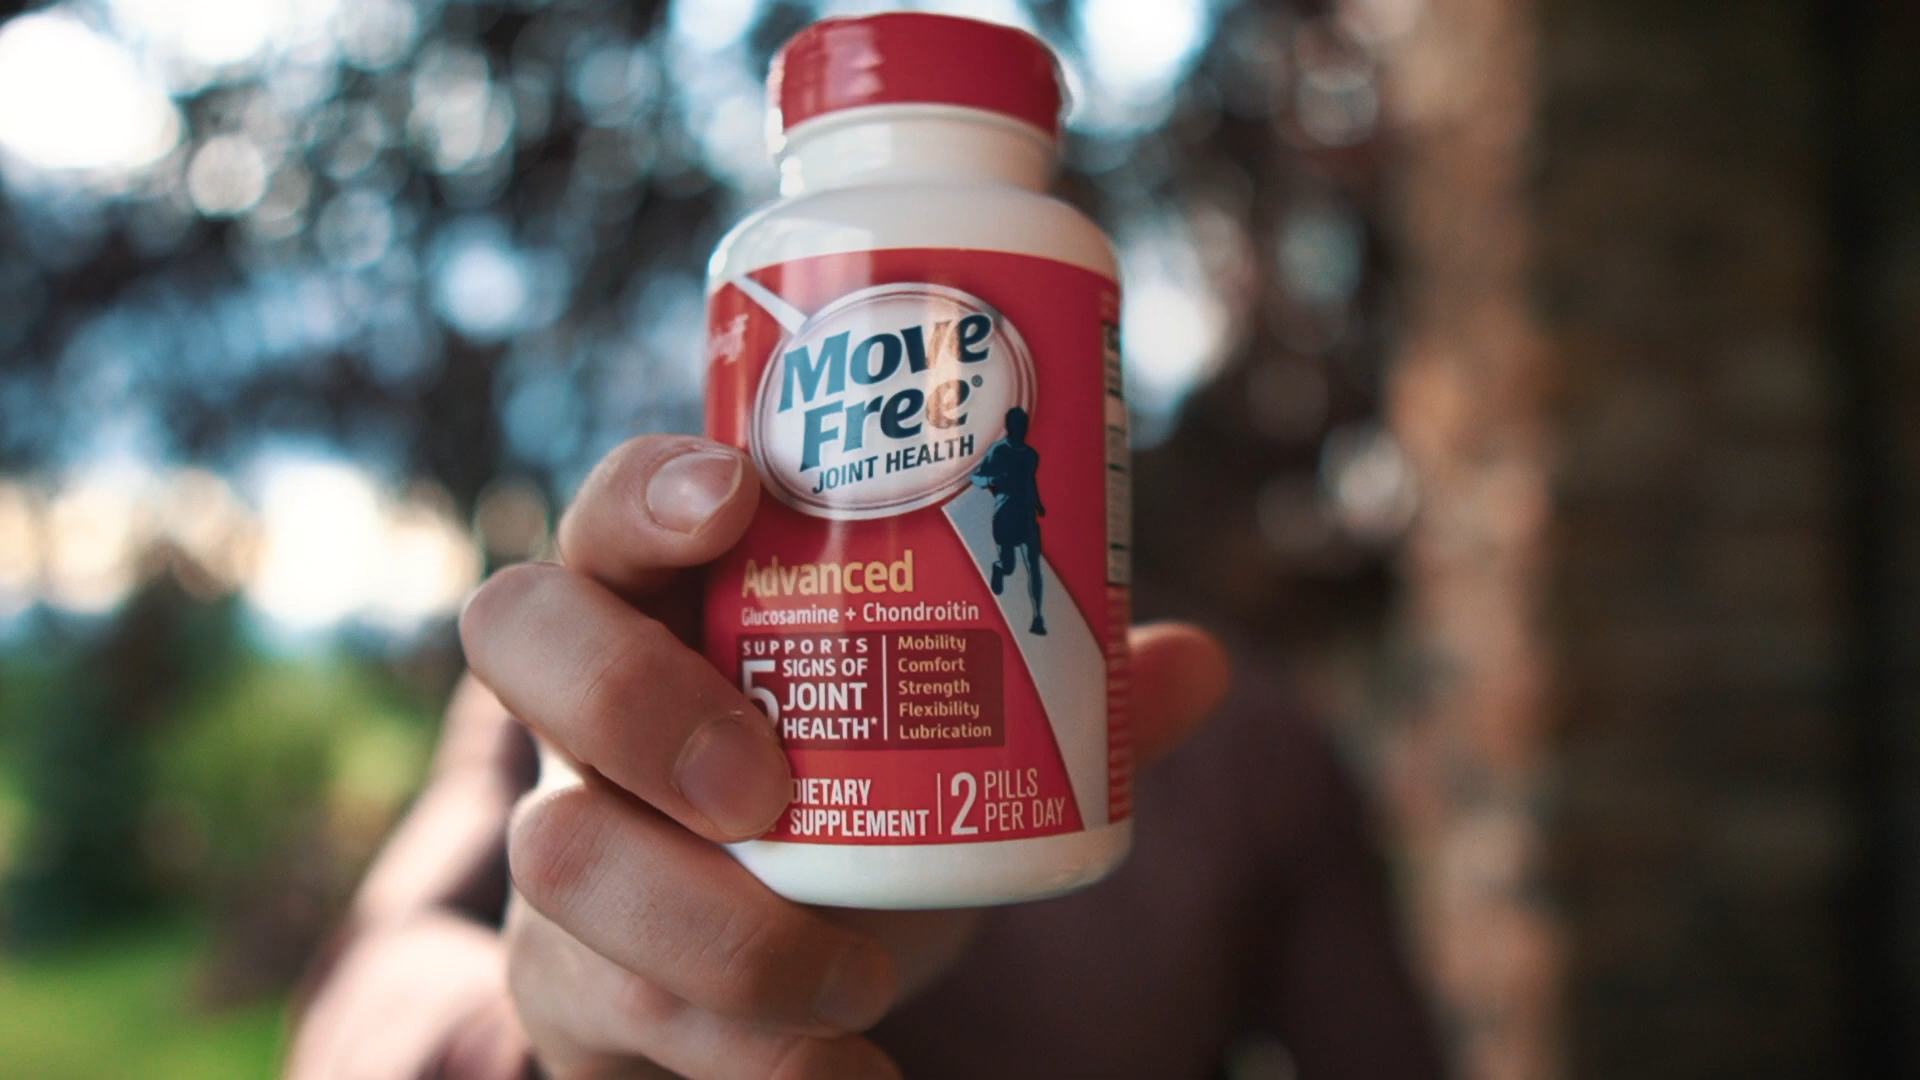 Move
Free®
JOINT HEALTH
Advanced
Glucosamine + Chondroitin
SUPPORTS
5 SIGNS OF
JOINT
HEALTH*
Mobility
Comfort
Strength
Flexibility
Lubrication
DIETARY
SUPPLEMENT
2 PILLS
PER DAY